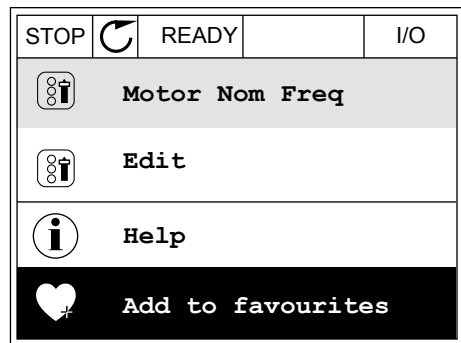 STOP READY I/O
Motor Nom Freq
Edit
Help
Add to favourites